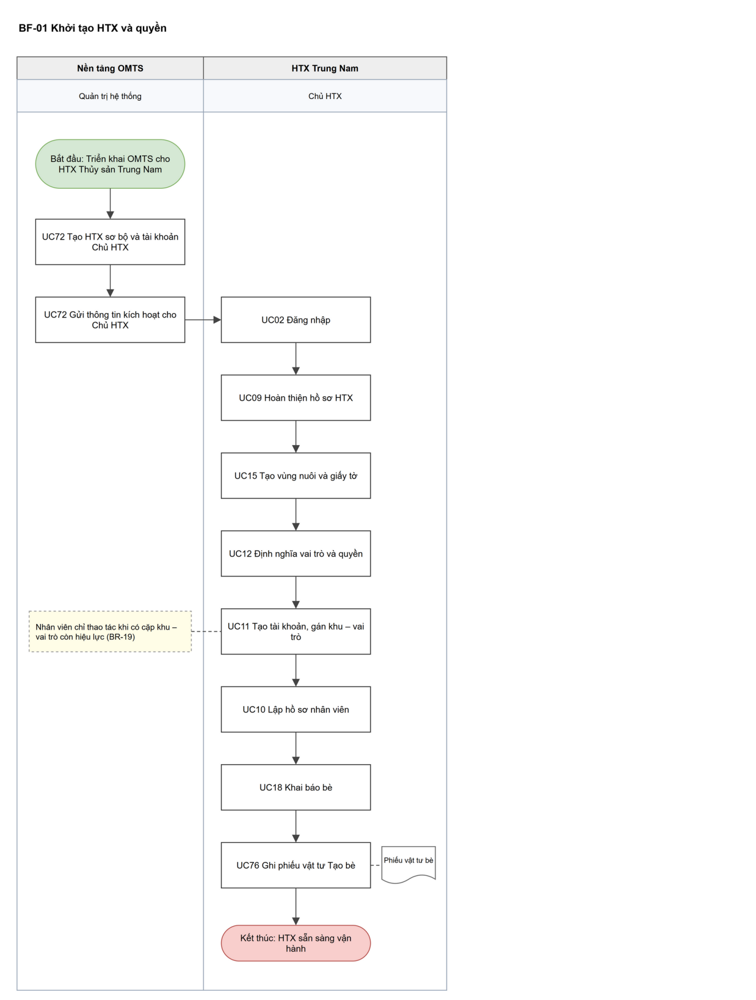 BF-01 Khởi tạo HTX và quyền
Nền tảng OMTS
HTX Trung Nam
Quản trị hệ thống
Chủ HTX
Bắt đầu: Triển khai OMTS cho
HTX Thủy sản Trung Nam
UC72 Tạo HTX sơ bộ và tài khoản
Chủ HTX
UC72 Gửi thông tin kích hoạt cho
Chủ HTX
UC02 Đăng nhập
UC09 Hoàn thiện hồ sơ HTX
UC15 Tạo vùng nuôi và giấy tờ
UC12 Định nghĩa vai trò và quyền
Nhân viên chỉ thao tác khi có cặp khu –
vai trò còn hiệu lực (BR-19)
UC11 Tạo tài khoản, gán khu – vai
trò
UC10 Lập hồ sơ nhân viên
UC18 Khai báo bè
UC76 Ghi phiếu vật tư Tạo bè
Phiếu vật tư bè
Kết thúc: HTX sẵn sàng vận
hành